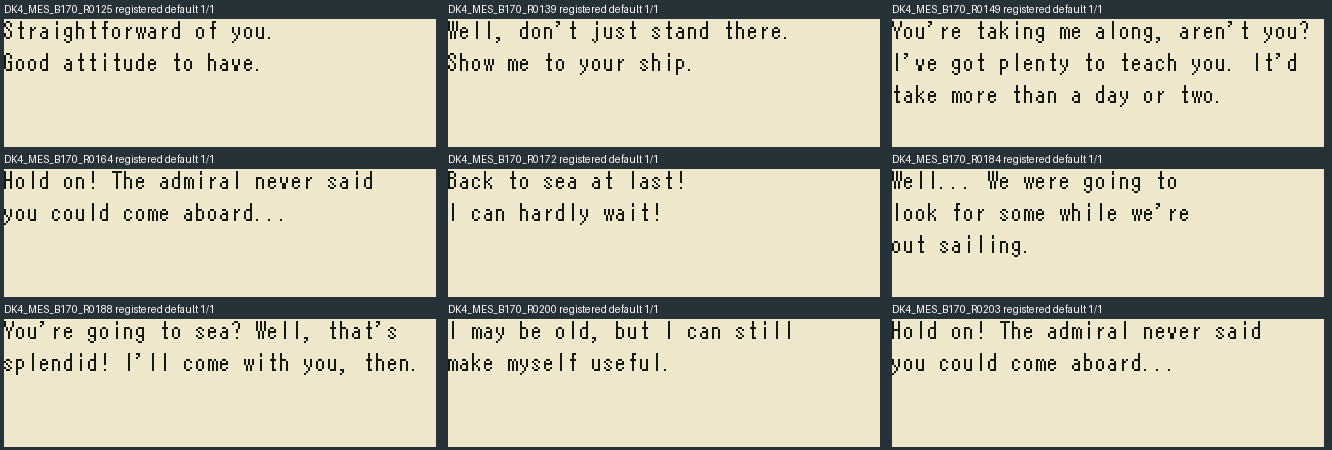 DK4_MES_B170_R0125 registered default 1/1
Straightforward of you.
Good attitude to have.
DK4_MES_B170_R0139 registered default 1/1
Well, don't just stand there.
Show me to your ship.
DK4_MES_B170_R0149 registered default 1/1
You're taking me along, aren't you?
I've got plenty to teach you. It'd
take more than a day or two.
DK4_MES_B170_R0164 registered default 1/1
Hold on! The admiral never said
you could come aboard...
DK4_MES_B170_R0172 registered default 1/1
Back to sea at last!
I can hardly wait!
DK4_MES_B170_R0184 registered default 1/1
Well... We were going to
look for some while we're
out sailing.
DK4_MES_B170_R0188 registered default 1/1
You're going to sea? Well, that's
splendid! I'll come with you, then.
DK4_MES_B170_R0200 registered default 1/1
I may be old, but I can still
make myself useful.
DK4_MES_B170_R0203 registered default 1/1
Hold on! The admiral never said
you could come aboard...